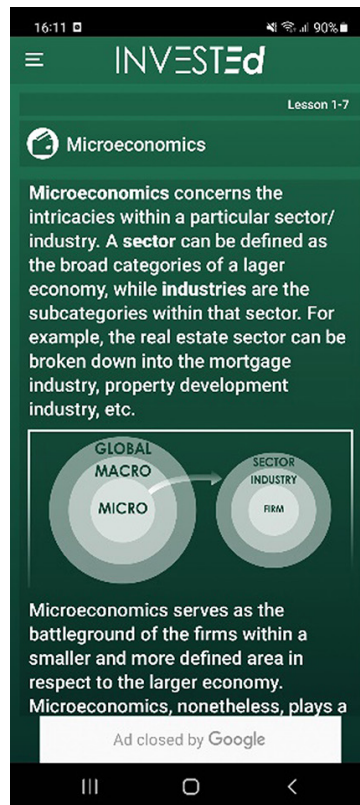 16:11 90%
INVESTEd
Lesson 1-7
Microeconomics
Microeconomics concerns the
intricacies within a particular sector/
industry. A sector can be defined as
the broad categories of a lager
economy, while industries are the
subcategories within that sector. For
example, the real estate sector can be
broken down into the mortgage
industry, property development
industry, etc.
GLOBAL
MACRO
MICRO
SECTOR
INDUSTRY
FIRM
Microeconomics serves as the
battleground of the firms within a
smaller and more defined area in
respect to the larger economy.
Microeconomics, nonetheless, plays a
Ad closed by Google